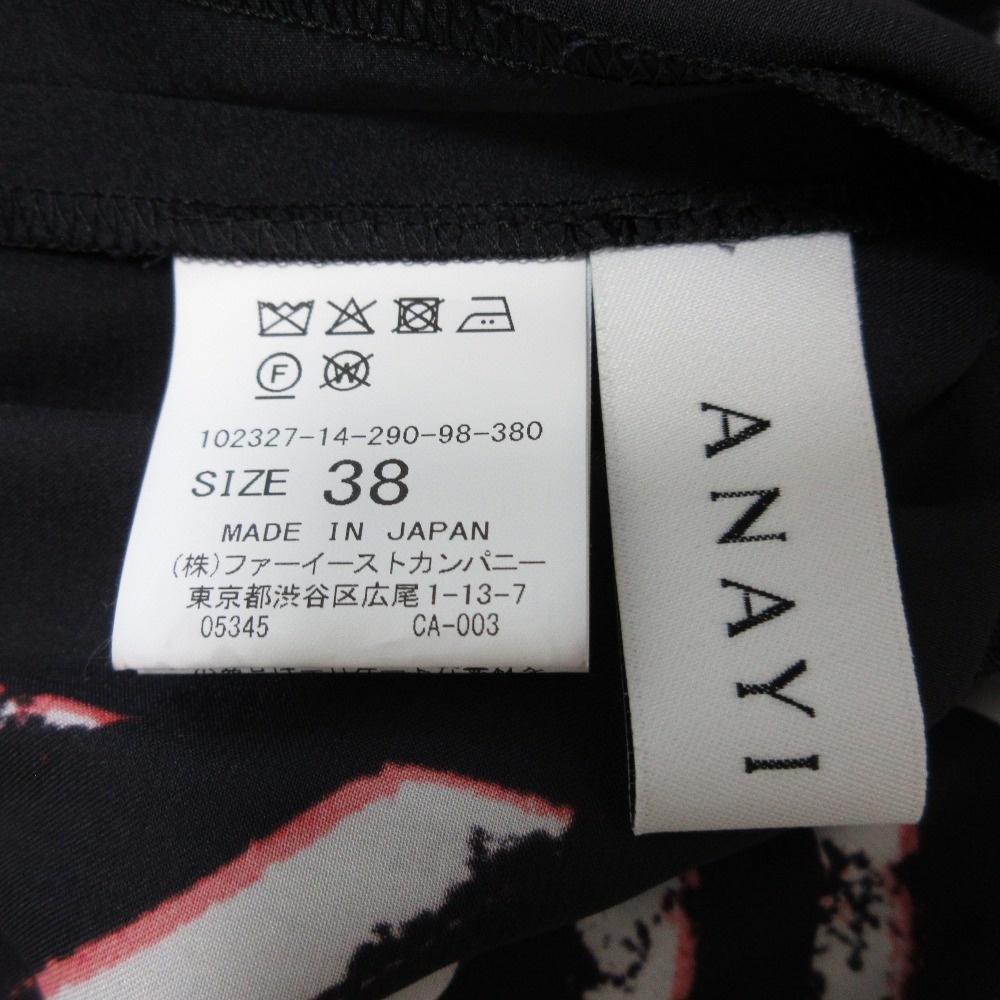 F
W
102327-14-290-98-380
SIZE 38
MADE IN JAPAN
(株)ファーイーストカンパニー
東京都渋谷区広尾1-13-7
05345 CA-003
ANAYI